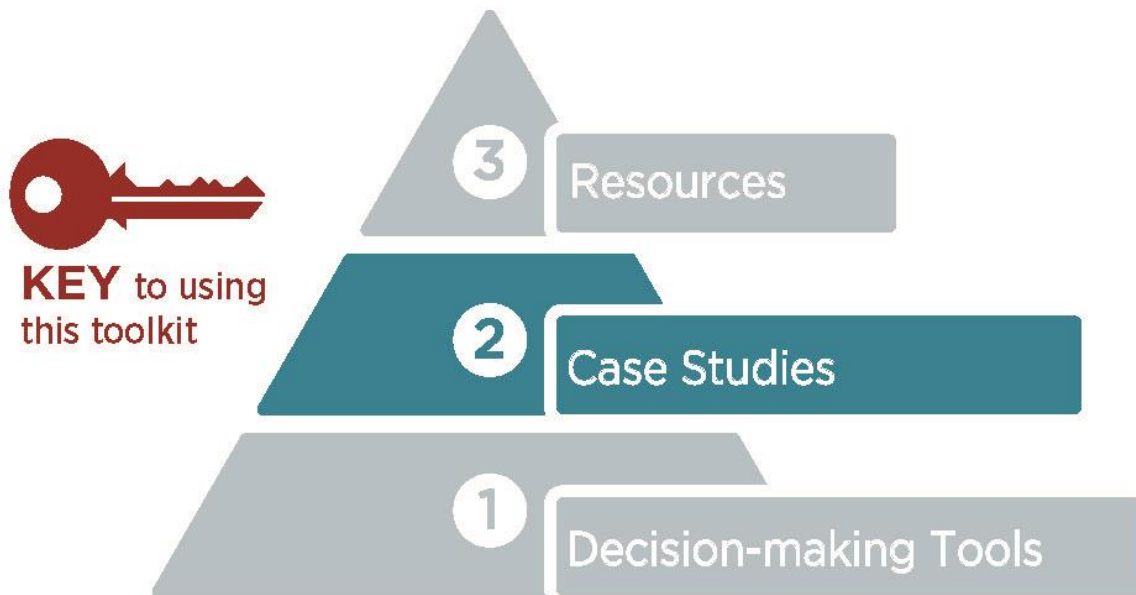 3
Resources
KEY to using
this toolkit
2
Case Studies
1
Decision-making Tools